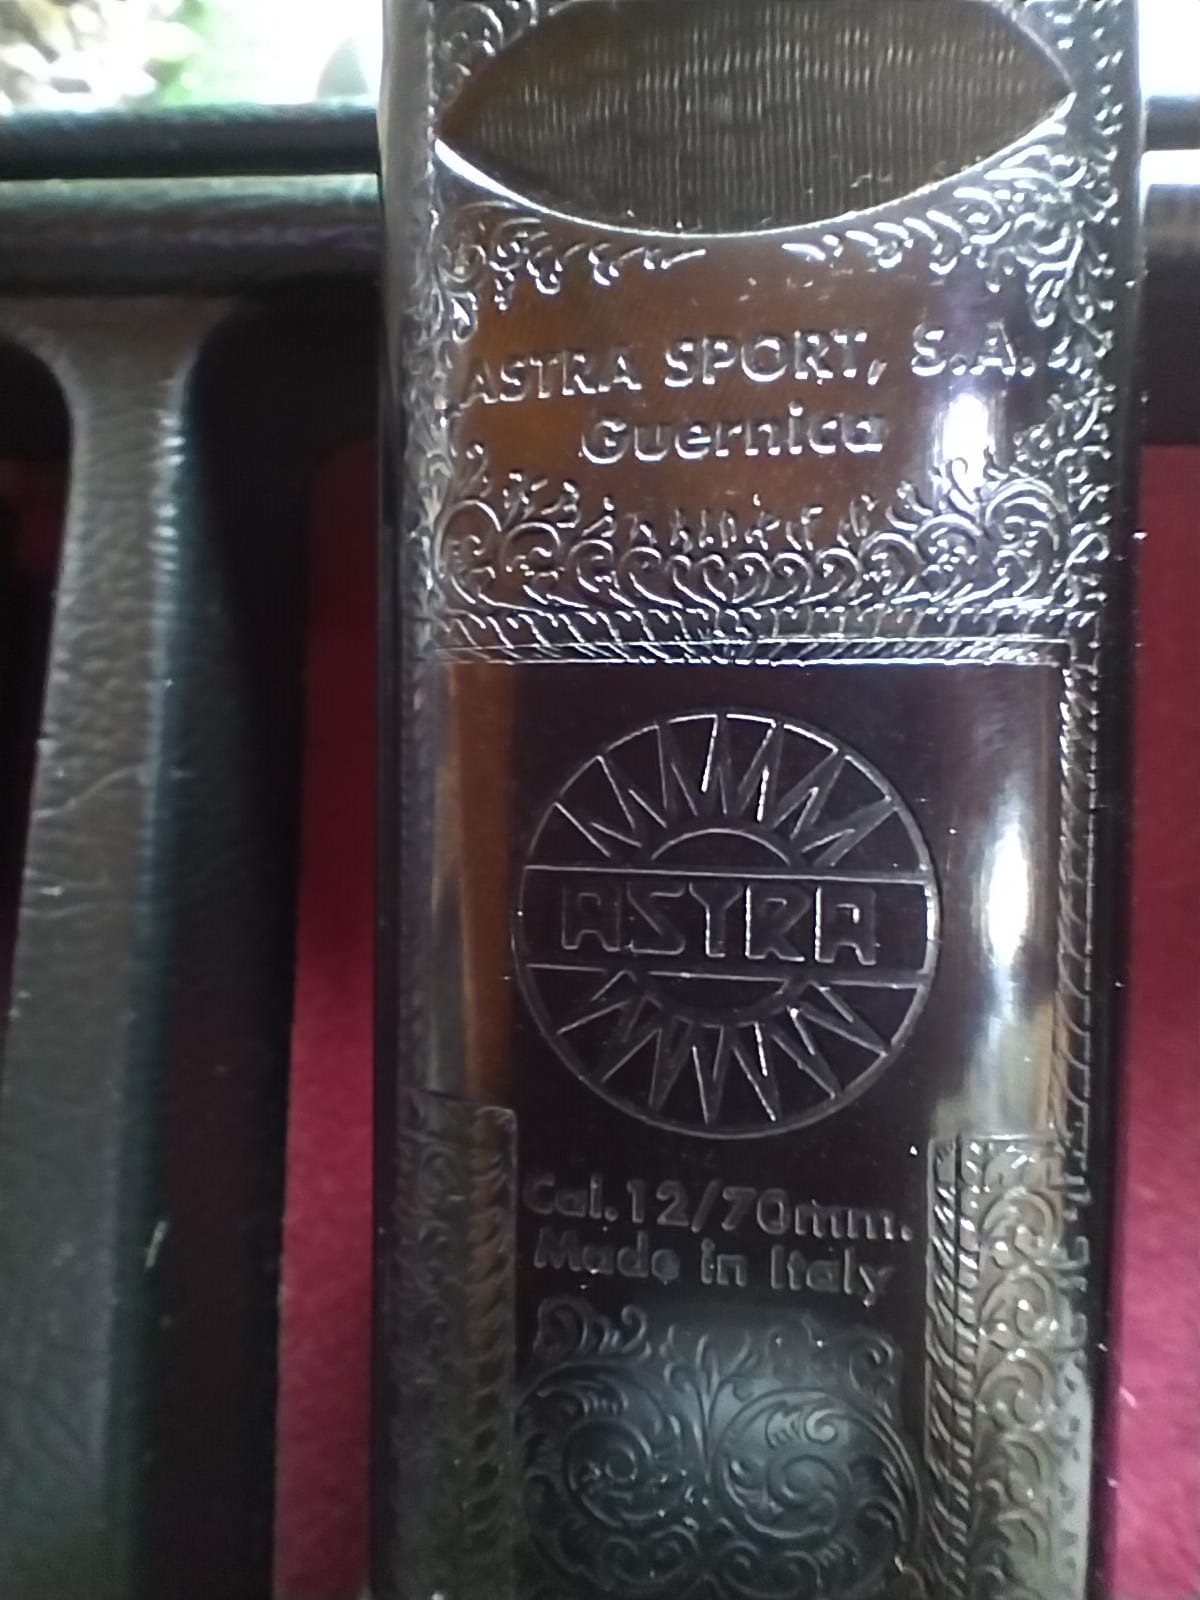 ASTRA SPORT, S.A.
Guernica
ASTRA
Cal. 12/70mm.
Made in Italy